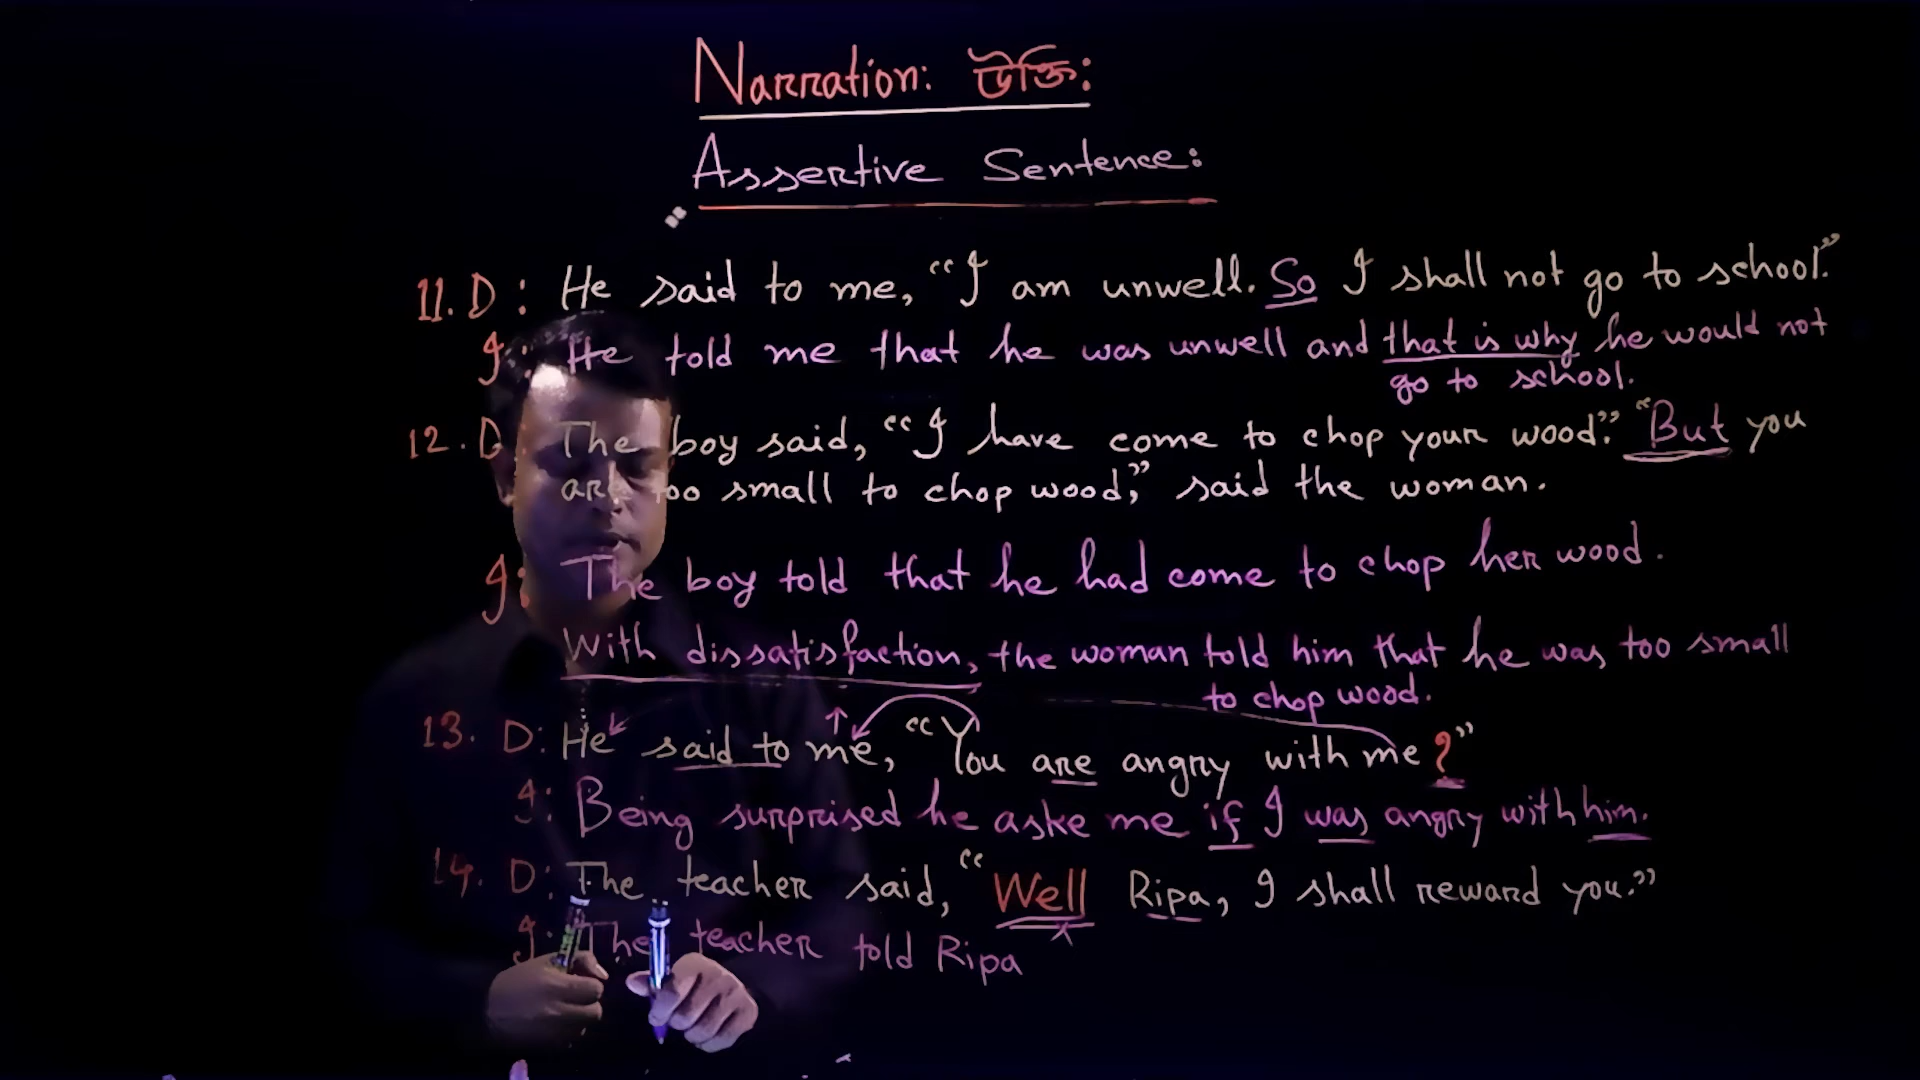 Narration: উক্তি:
Assertive Sentence:
11. D: He said to me, “I am unwell. So I shall not go to school.”
I: He told me that he was unwell and that is why he would not
go to school.
12. D: The boy said, “I have come to chop your wood.” “But you
are too small to chop wood,” said the woman.
I: The boy told that he had come to chop her wood.
With dissatisfaction, the woman told him that he was too small
to chop wood.
13. D: He said to me, “You are angry with me?”
I: Being surprised he aske me if I was angry with him.
14. D: The teacher said, “Well Ripa, I shall reward you.”
I: The teacher told Ripa